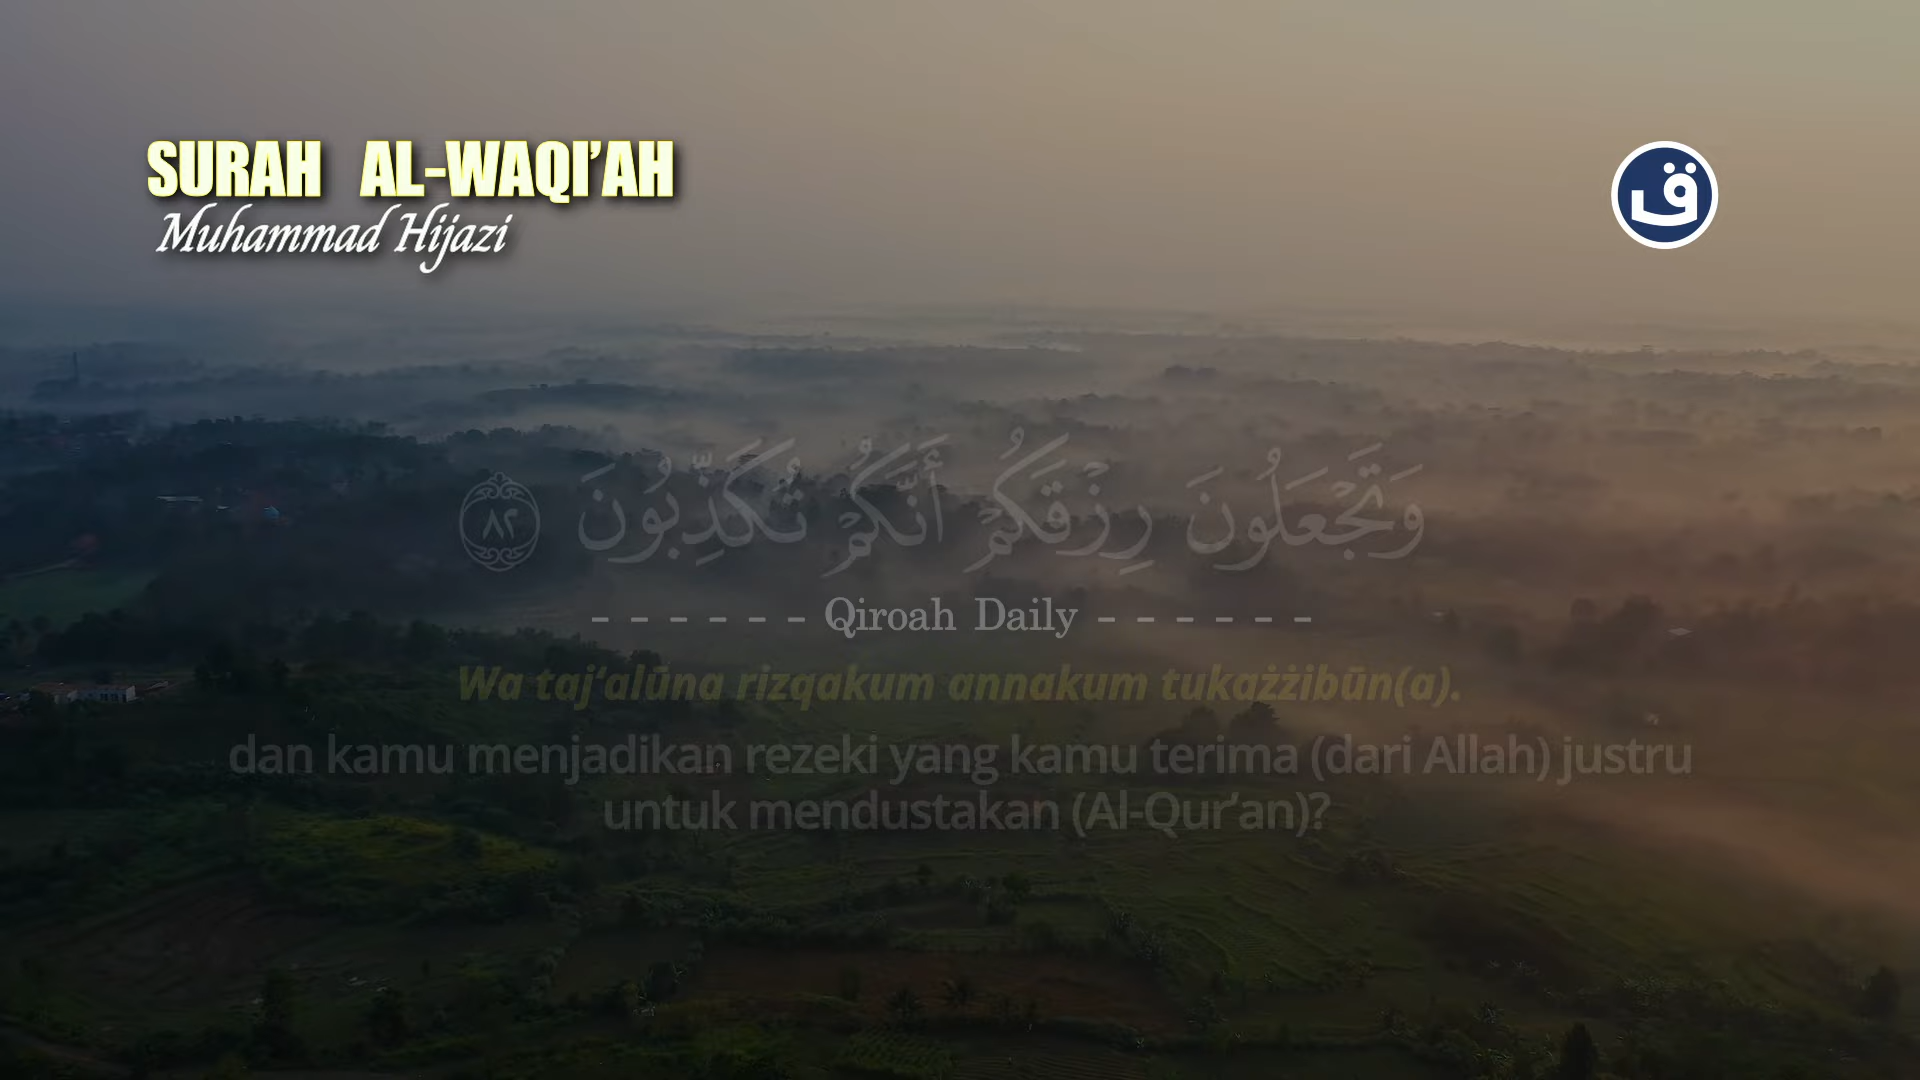 SURAH AL-WAQI’AH
Muhammad Hijazi
ق
وَتَجْعَلُونَ رِزْقَكُمْ أَنَّكُمْ تُكَذِّبُونَ ٨٢
- - - - - - - Qiroah Daily - - - - - -
Wa taj‘alūna rizqakum annakum tukażżibūn(a).
dan kamu menjadikan rezeki yang kamu terima (dari Allah) justru
untuk mendustakan (Al-Qur’an)?